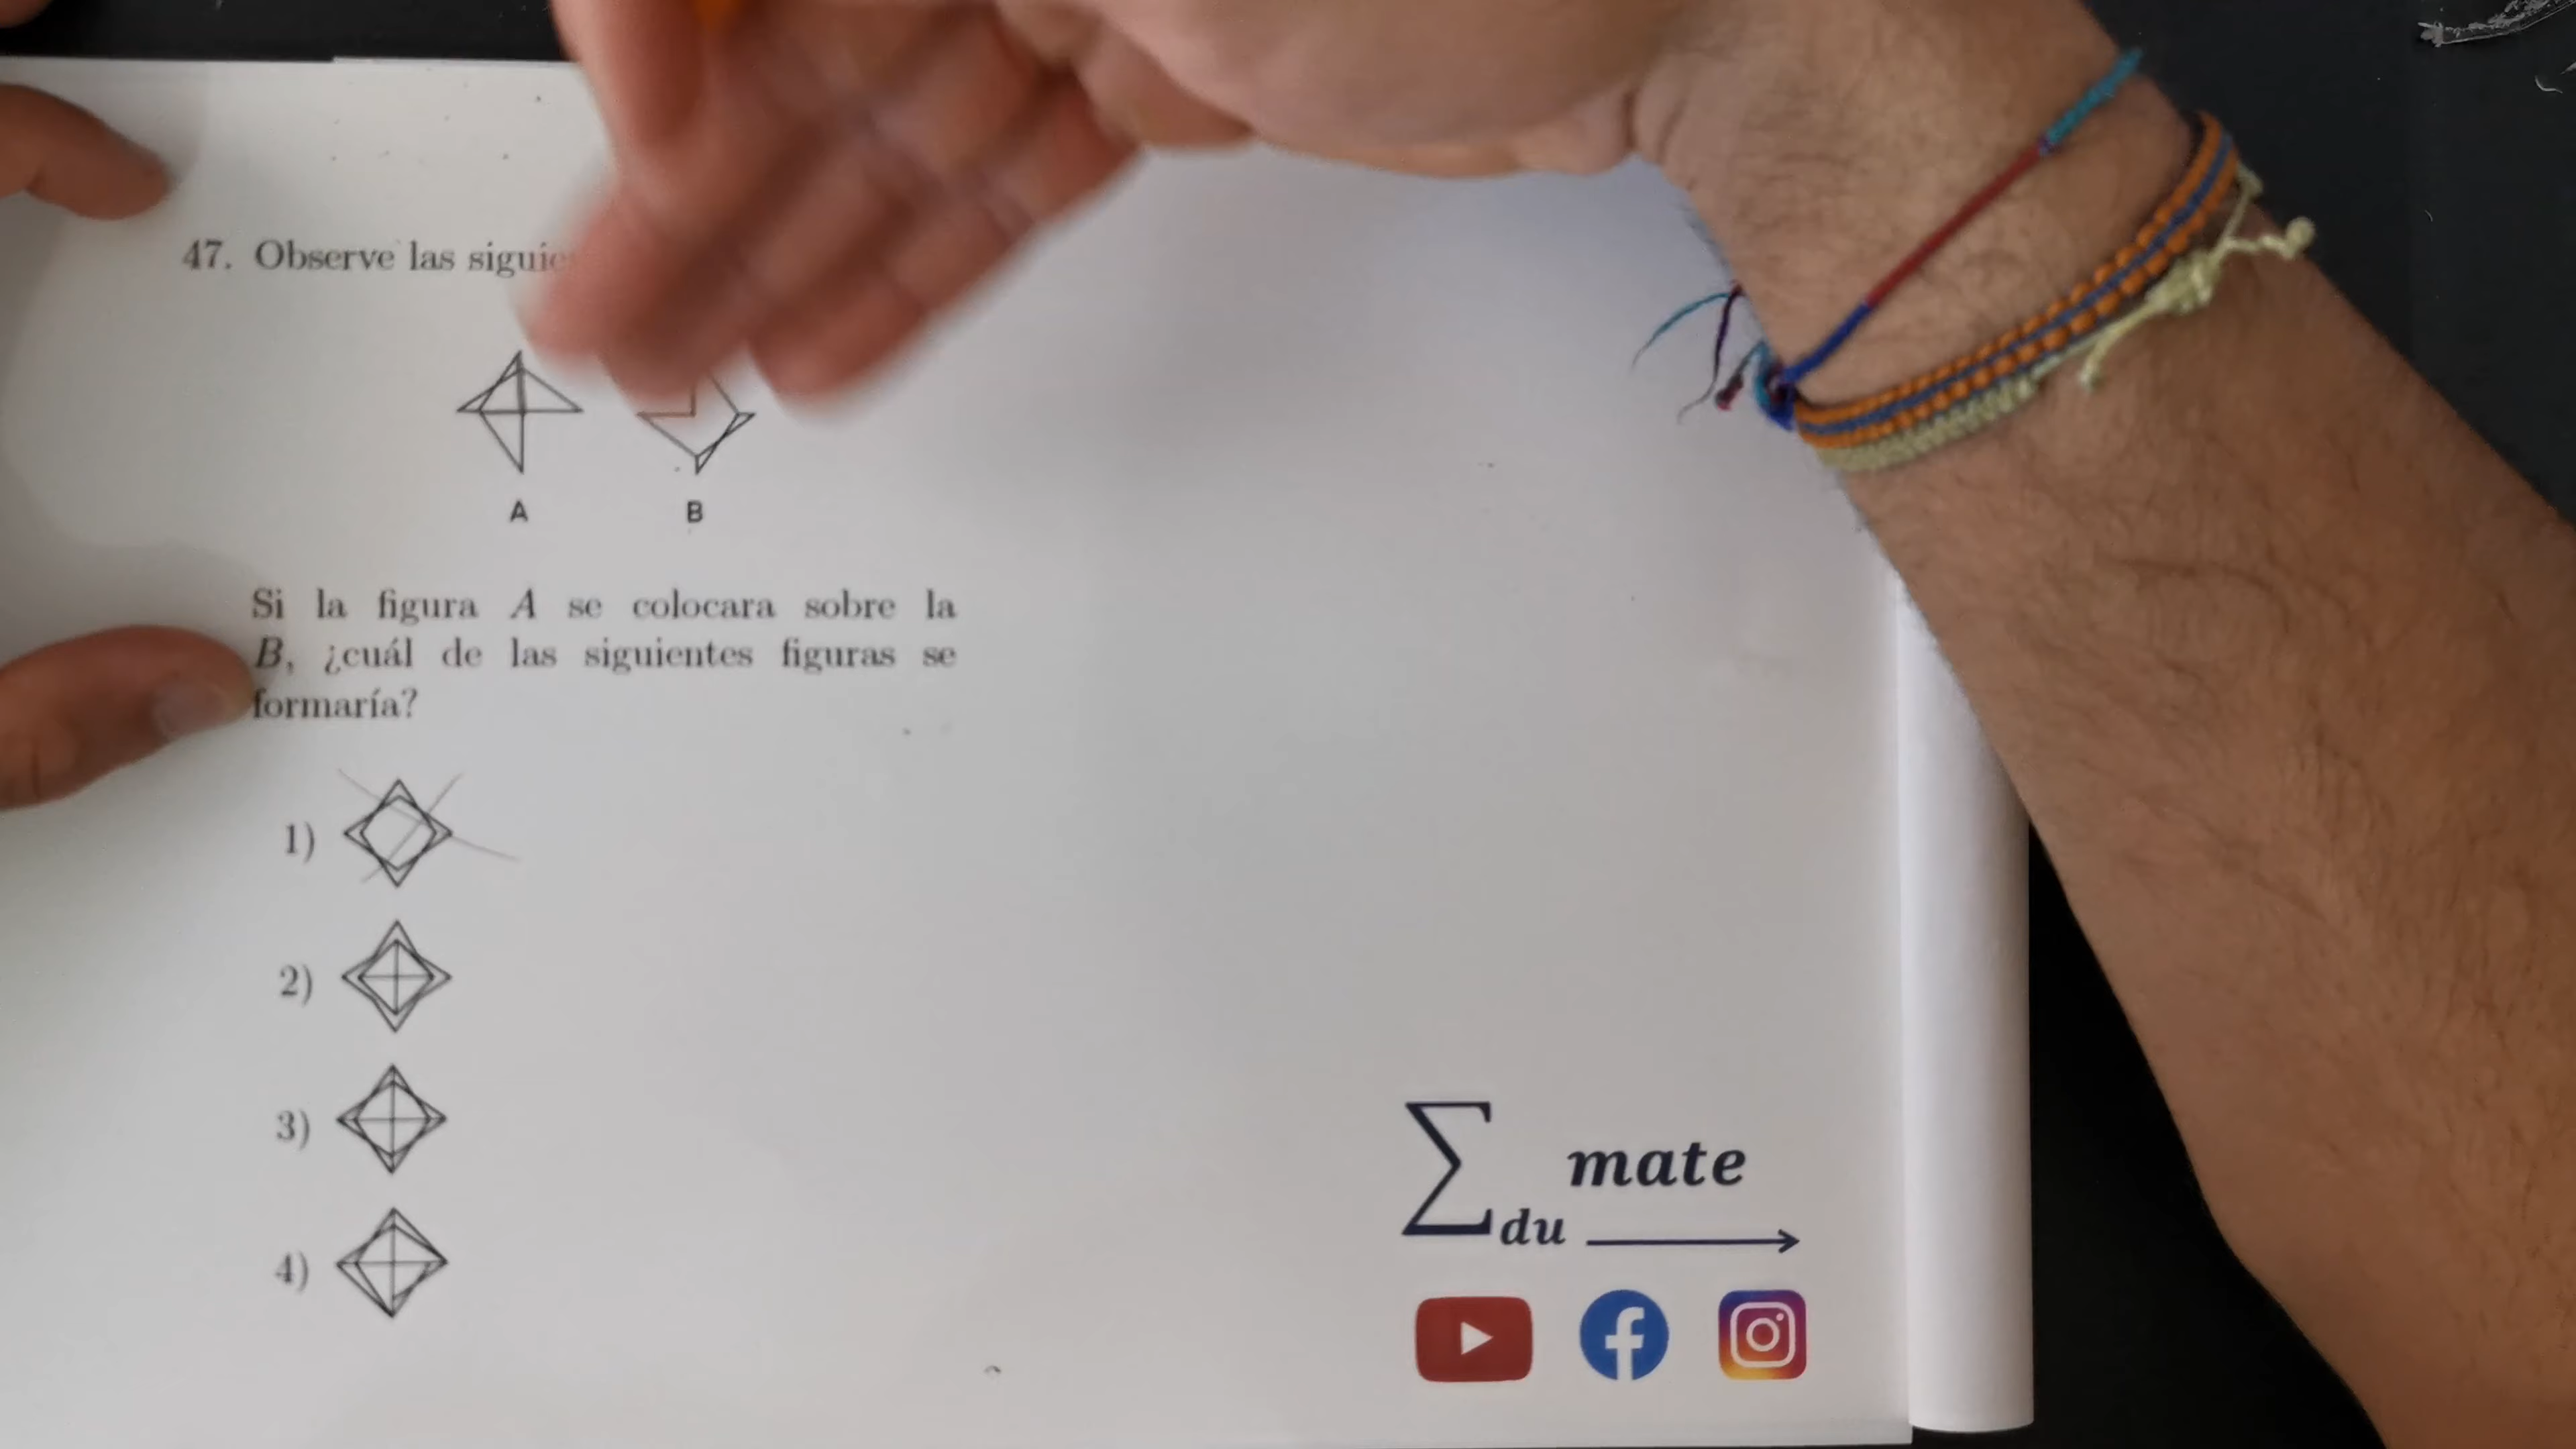 47. Observe las
A
B
Si la figura A se colocara sobre la
B, ¿cuál de las siguientes figuras se
formaría?
1)
2)
3)
4)
∑du mate